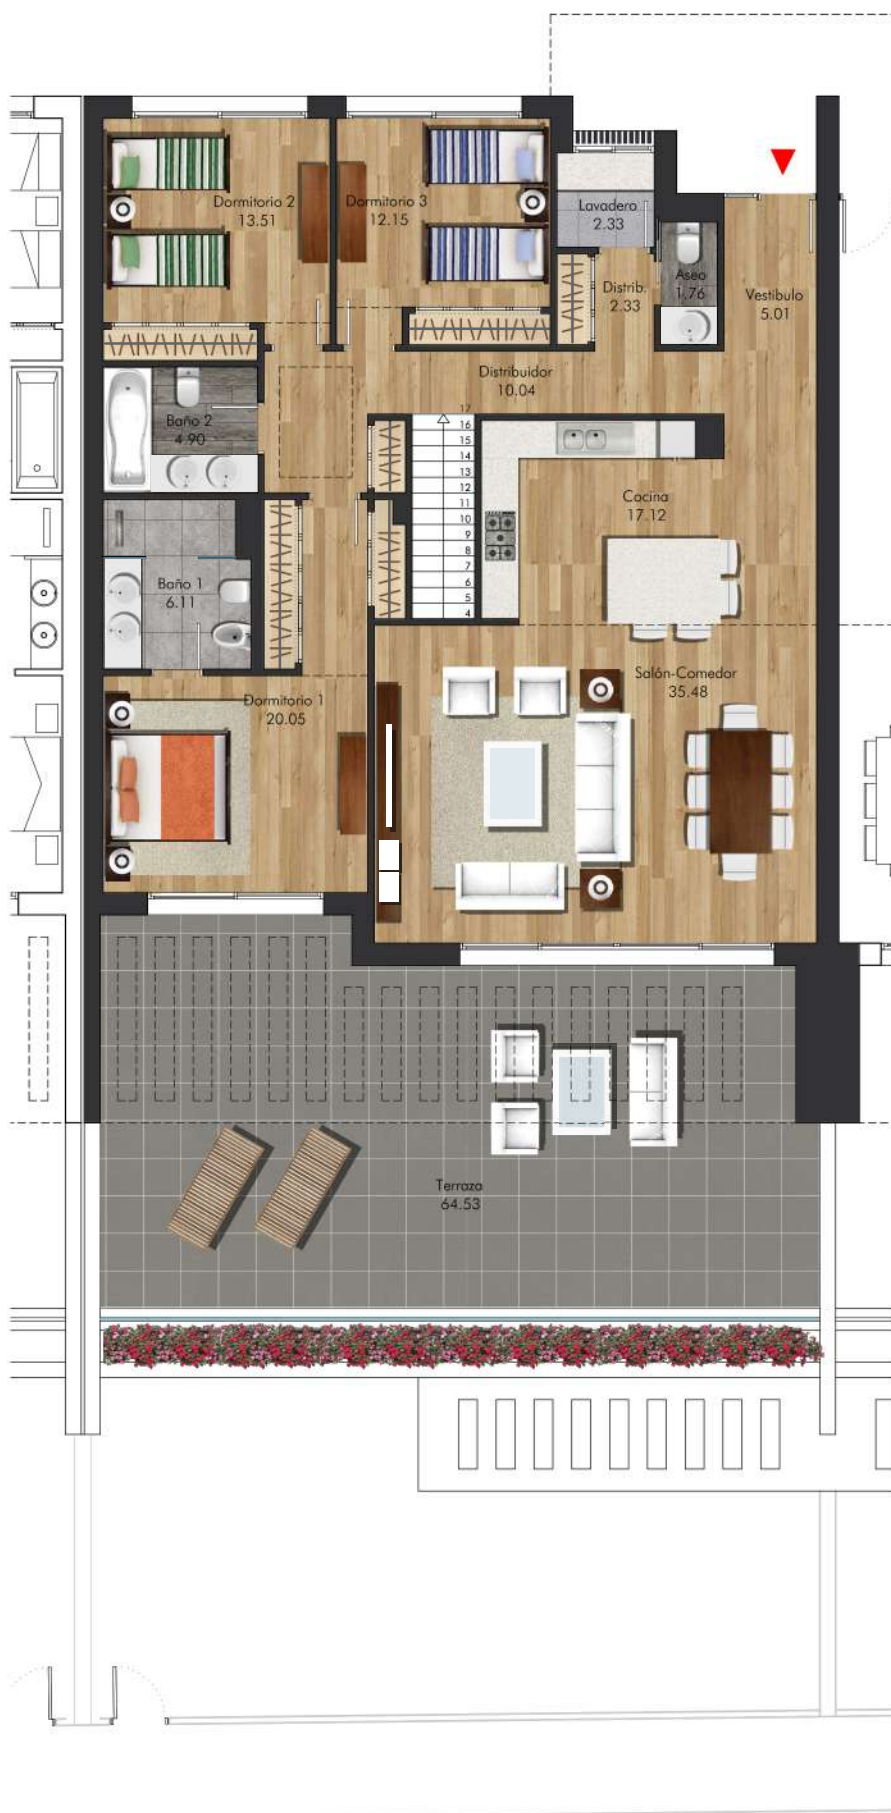 Dormitorio 2
13.51
Dormitorio 3
12.15
Lavadero
2.33
Aseo
1.76
Distrib.
2.33
Vestíbulo
5.01
Distribuidor
10.04
Baño 2
4.90
17
16
15
14
13
12
11
10
9
8
7
6
5
4
Cocina
17.12
Baño 1
6.11
Salón-Comedor
35.48
Dormitorio 1
20.05
Terraza
64.53